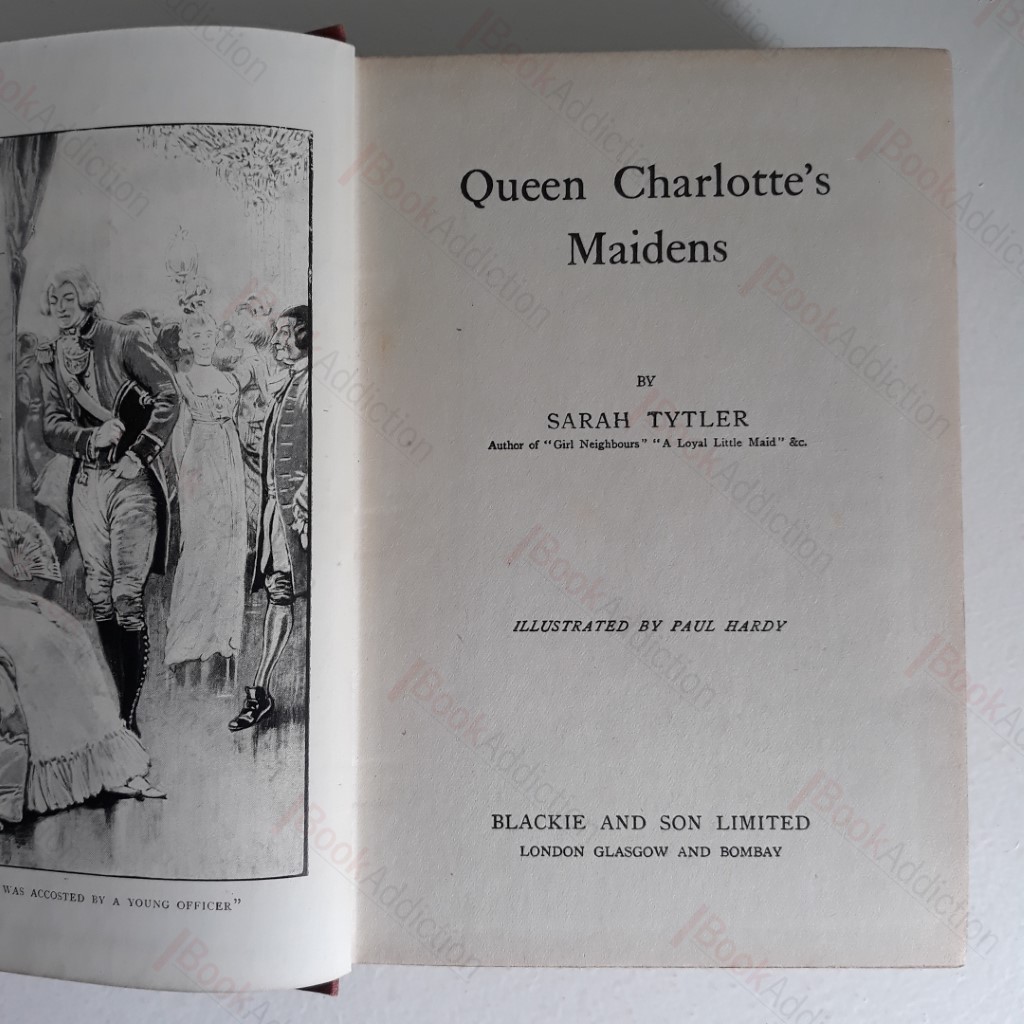 WAS ACCOSTED BY A YOUNG OFFICER"
Queen Charlotte's
Maidens
BY
SARAH TYTLER
Author of "Girl Neighbours" "A Loyal Little Maid" &c.
ILLUSTRATED BY PAUL HARDY
BLACKIE AND SON LIMITED
LONDON GLASGOW AND BOMBAY
BookAddiction